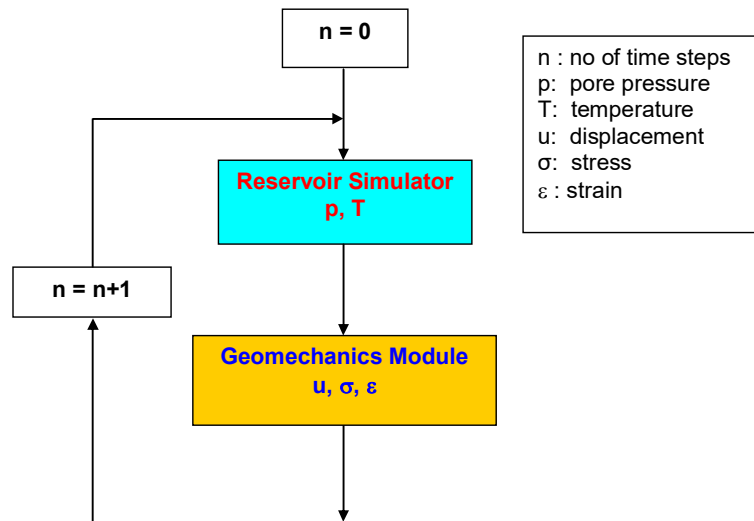 n = 0
n : no of time steps
p: pore pressure
T: temperature
u: displacement
σ: stress
ε : strain
Reservoir Simulator
p, T
n = n+1
Geomechanics Module
u, σ, ε